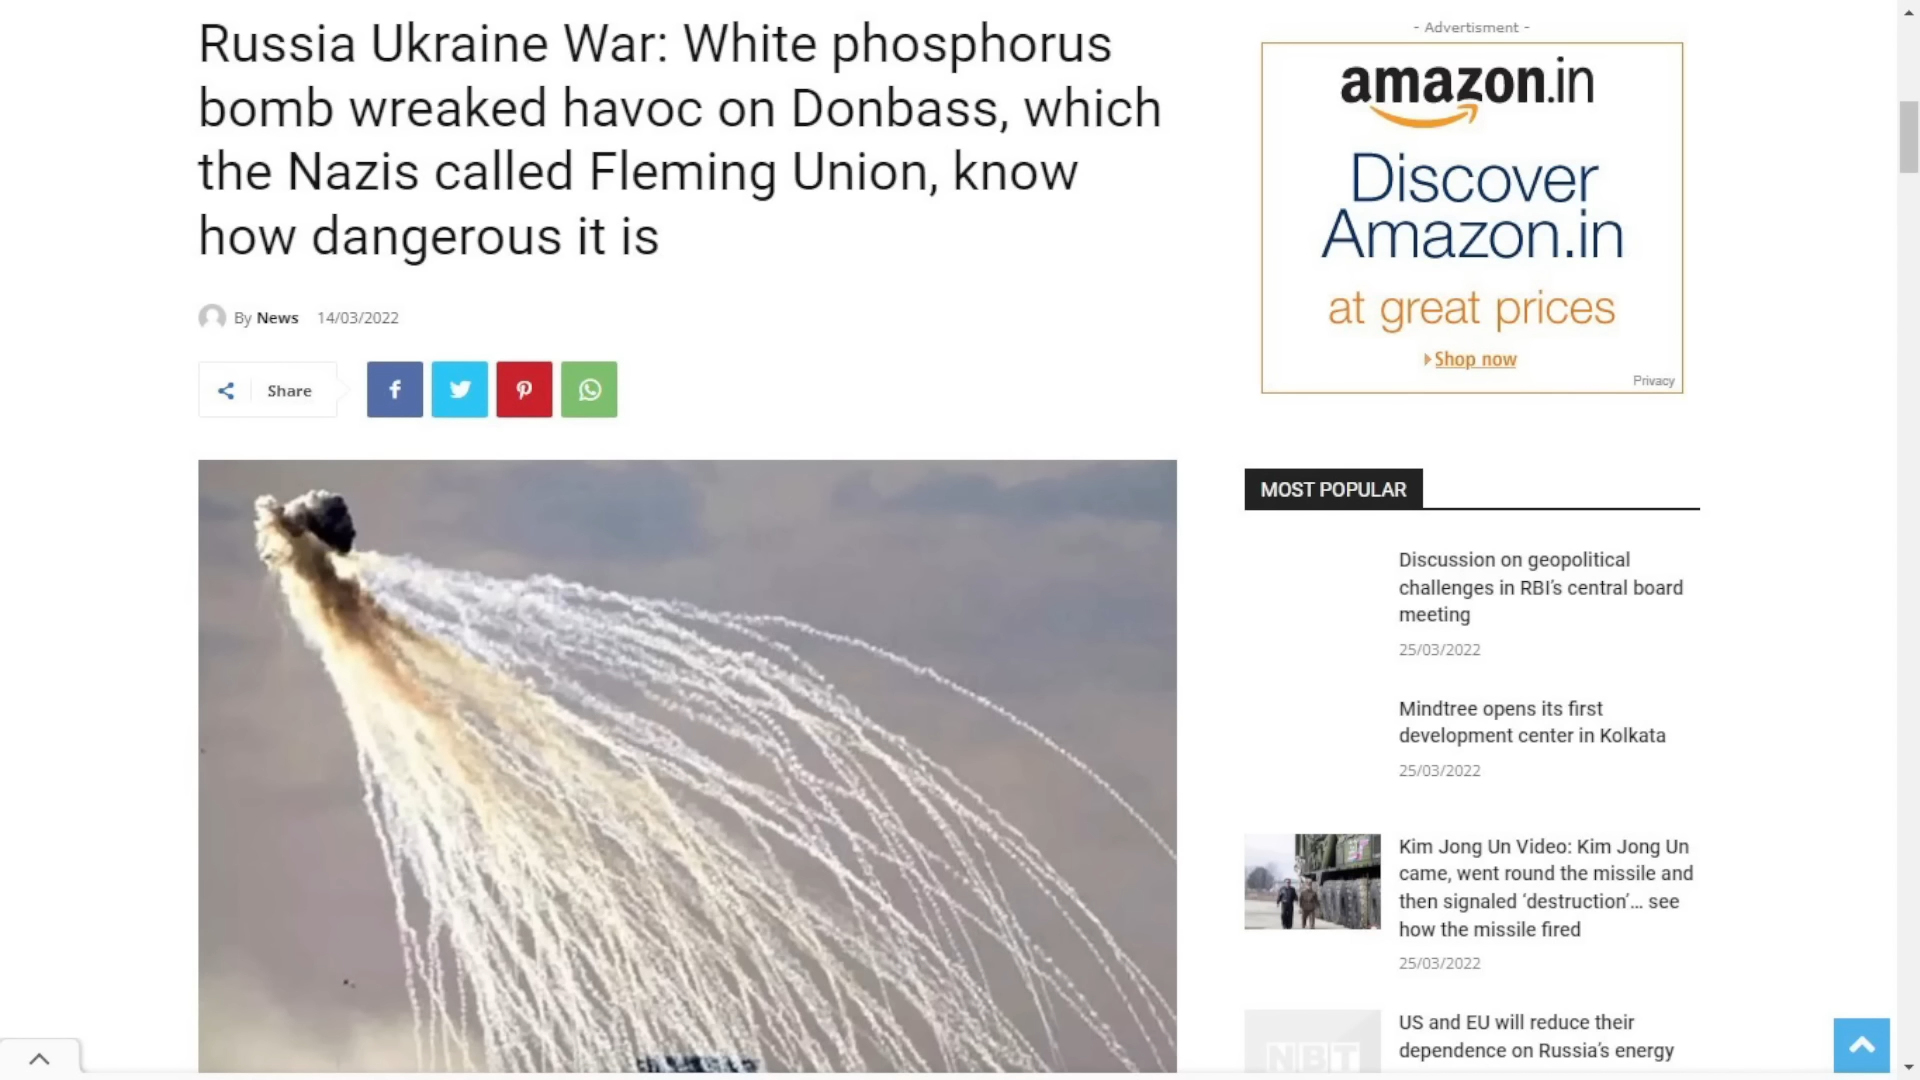 Russia Ukraine War: White phosphorus
bomb wreaked havoc on Donbass, which
the Nazis called Fleming Union, know
how dangerous it is
By News 14/03/2022
Share
- Advertisment -
amazon.in
Discover
Amazon.in
at great prices
Shop now
Privacy
MOST POPULAR
Discussion on geopolitical
challenges in RBI's central board
meeting
25/03/2022
Mindtree opens its first
development center in Kolkata
25/03/2022
Kim Jong Un Video: Kim Jong Un
came, went round the missile and
then signaled ‘destruction’... see
how the missile fired
25/03/2022
NBT
US and EU will reduce their
dependence on Russia's energy